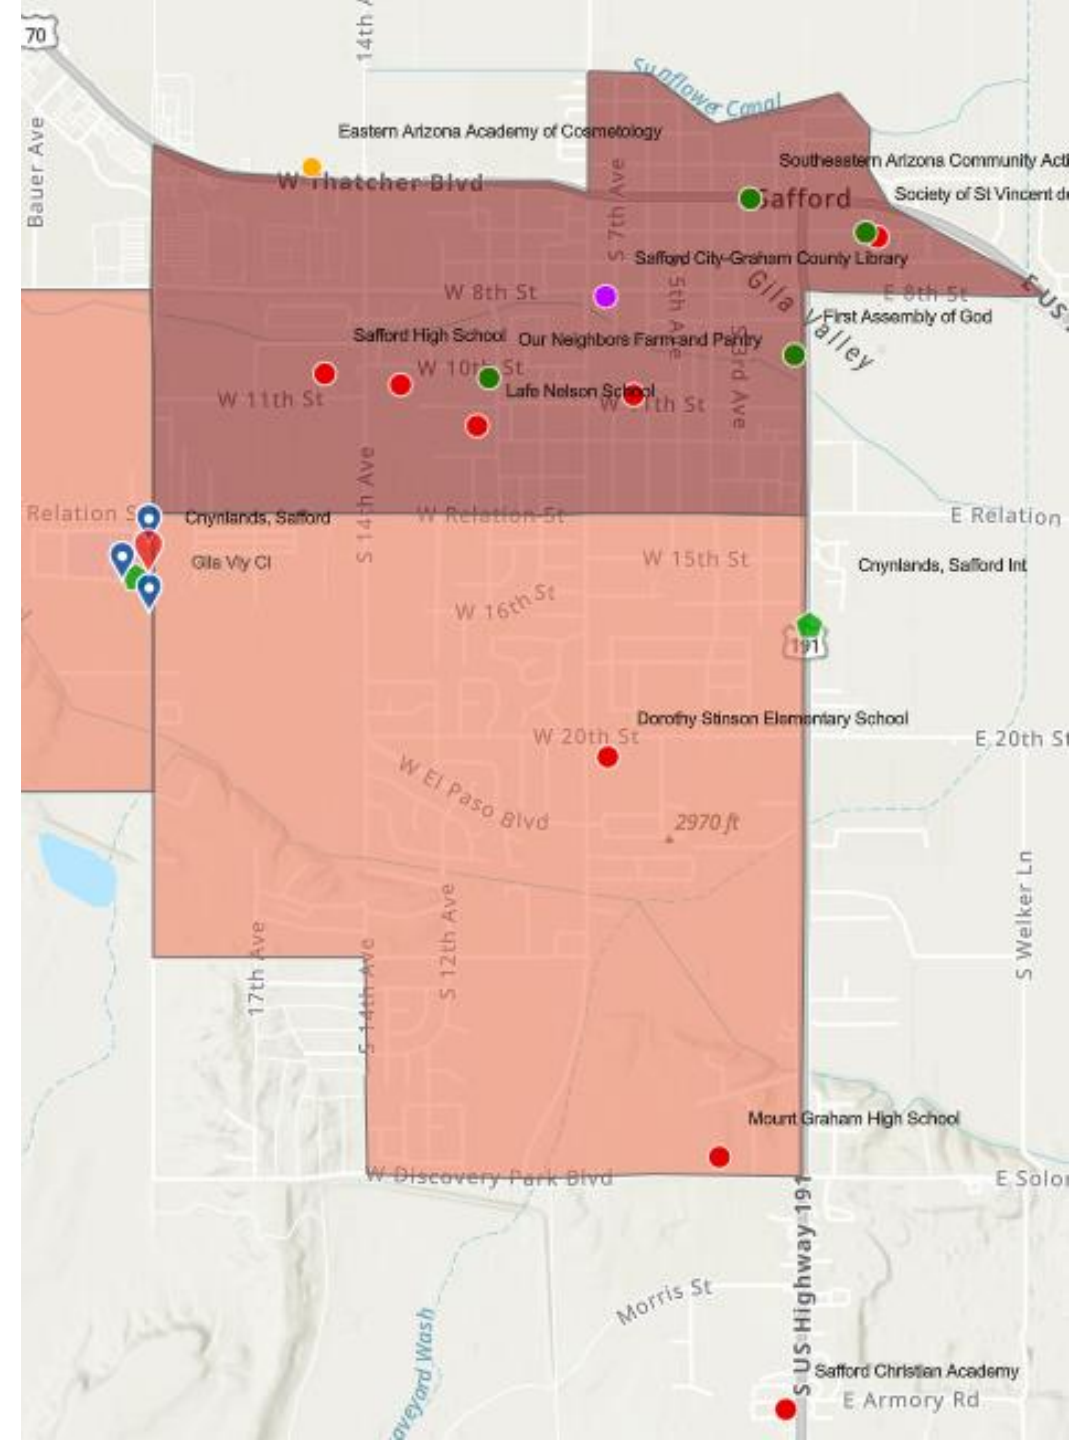 70
14th A
Sunflower Canal
Bauer Ave
Eastern Arizona Academy of Cosmetology
W Thatcher Blvd
S 7th Ave
Southeastern Arizona Community Acti
Safford
Society of St Vincent de
Safford City-Graham County Library
W 8th St
5th Ave
Gila Valley
E 8th St
E US
First Assembly of God
Safford High School
Our Neighbors Farm and Pantry
S 3rd Ave
W 10th St
W 11th St
Lafe Nelson School
W 11th St
S 14th Ave
Relation S
Cnynlands, Safford
W Relation St
E Relation
Gila Vly Cl
W 15th St
Cnynlands, Safford Int
W 16th St
191
Dorothy Stinson Elementary School
W 20th St
E 20th St
W El Paso Blvd
2970 ft
17th Ave
S 14th Ave
S 12th Ave
S Welker Ln
Mount Graham High School
W Discovery Park Blvd
E Solo
S US Highway 191
Morris St
aveyard Wash
Safford Christian Academy
E Armory Rd